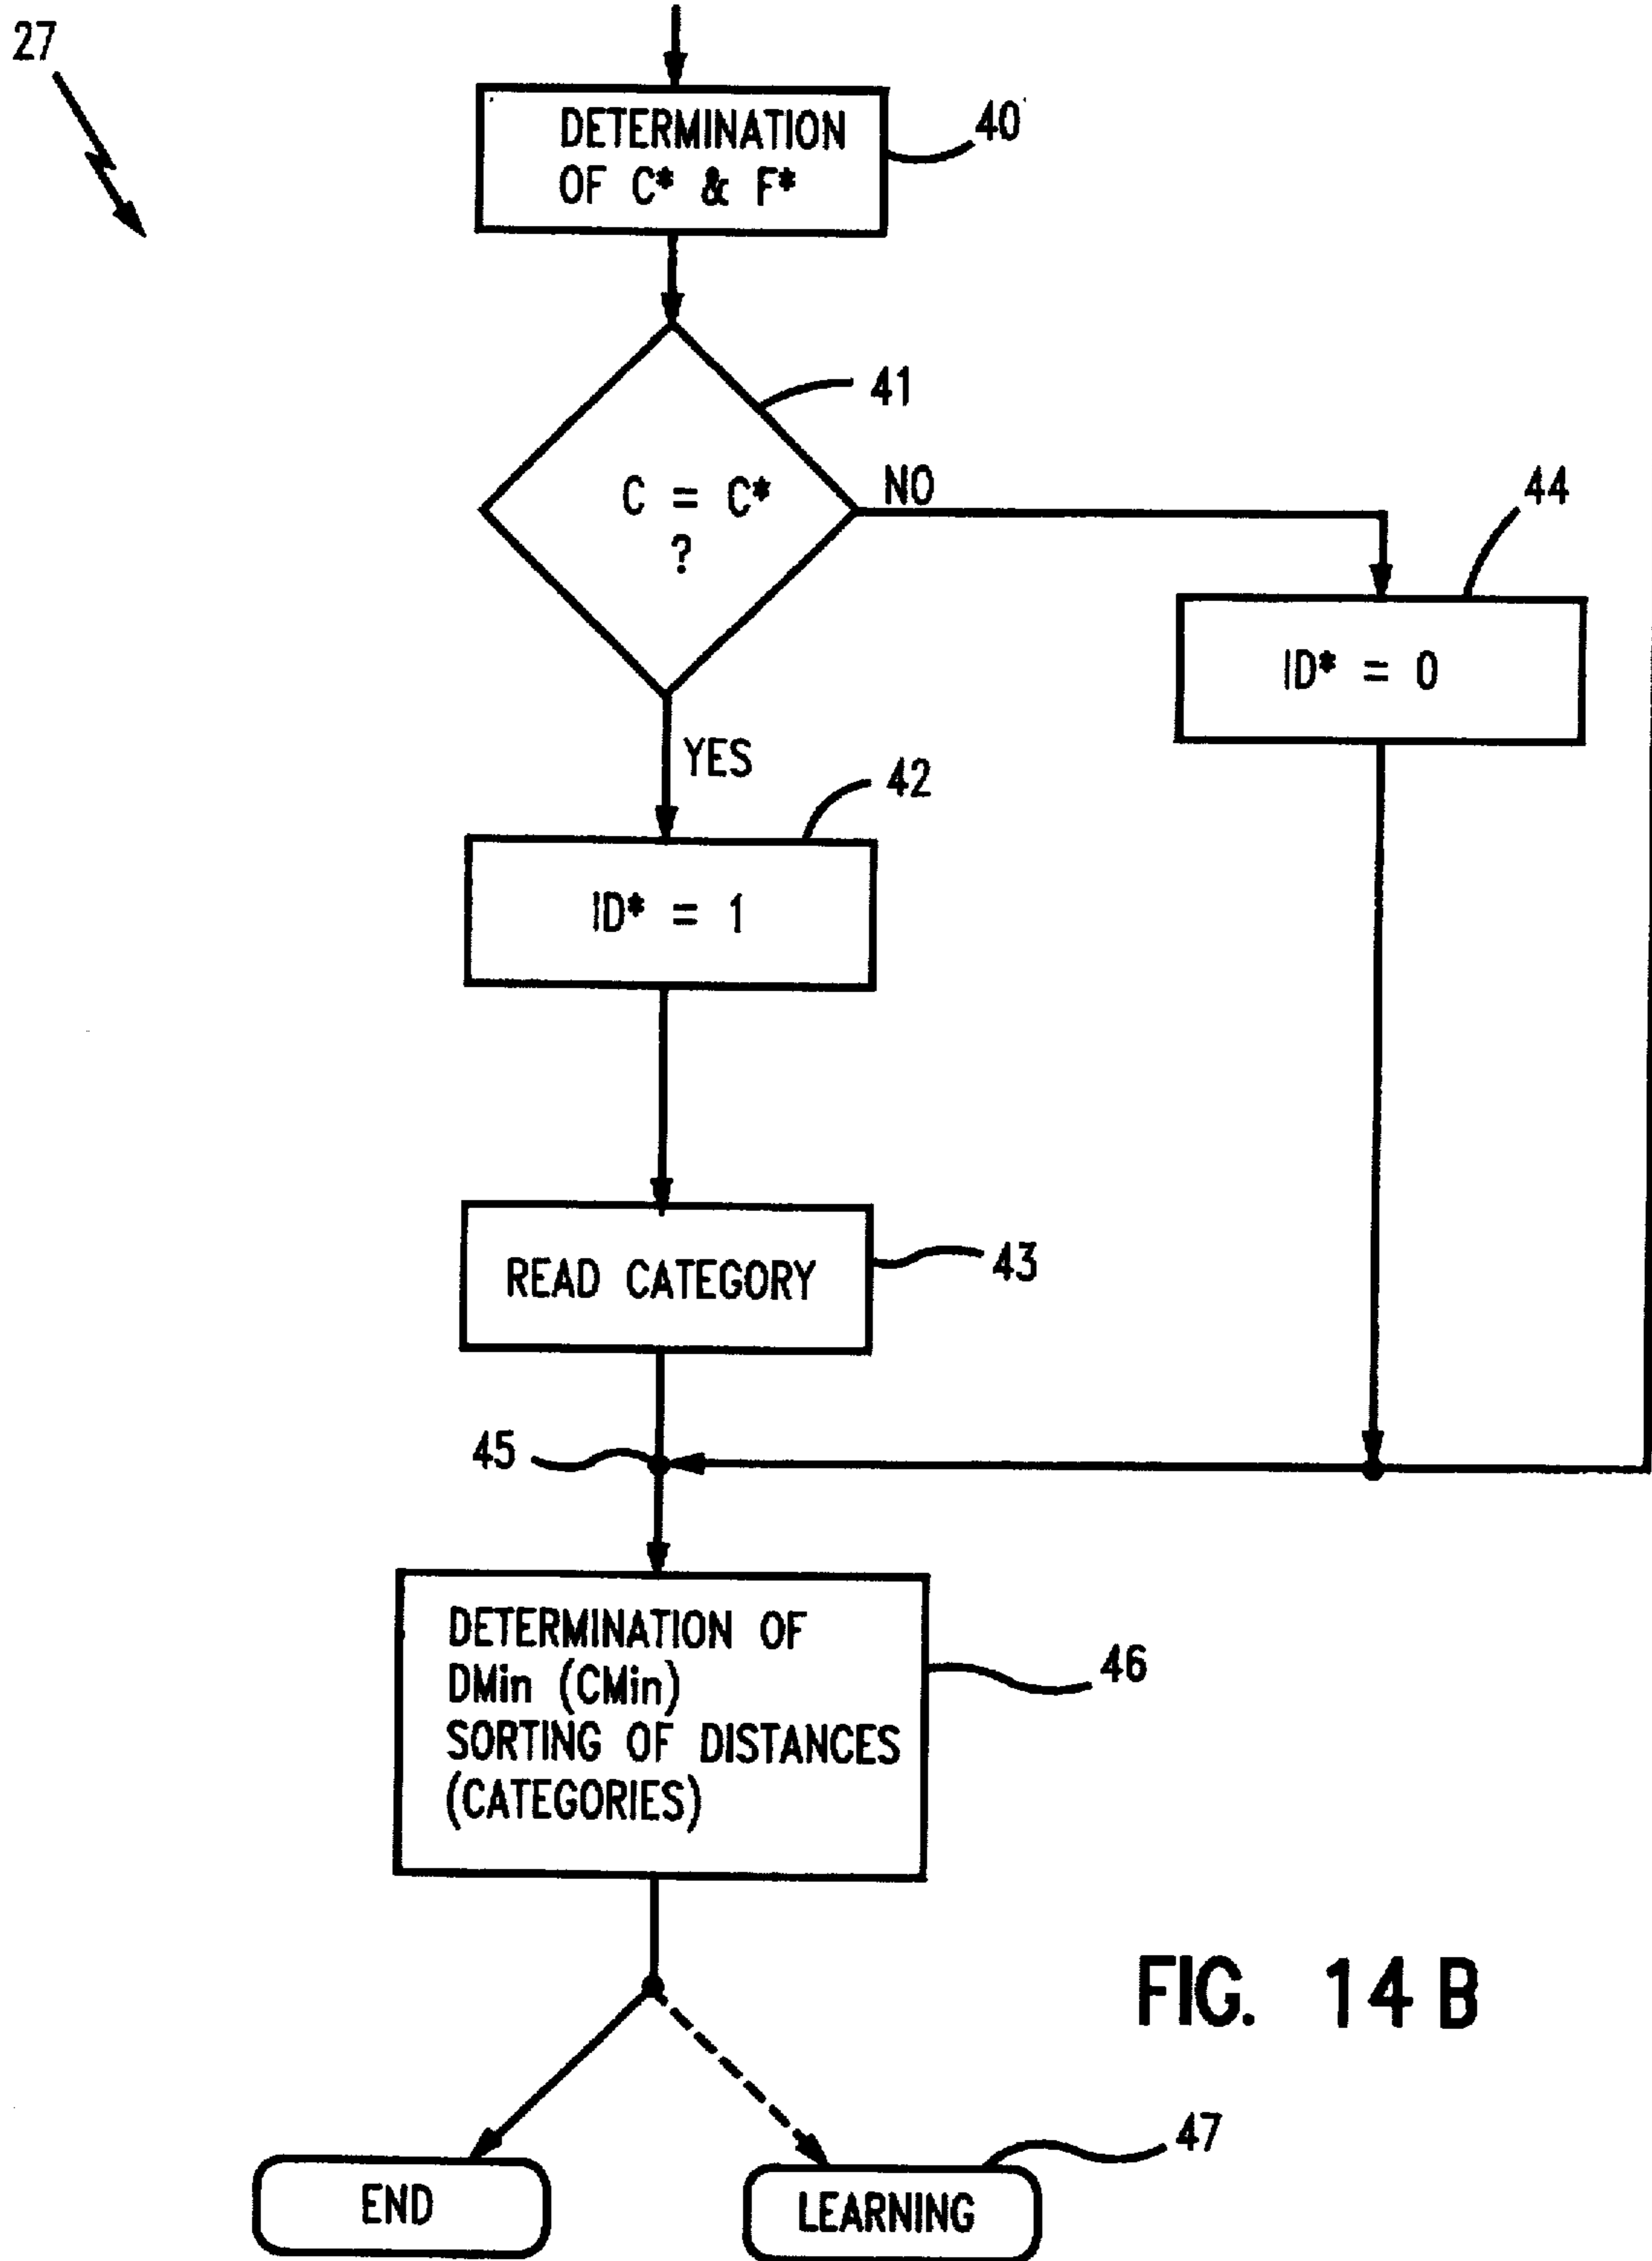 27
DETERMINATION
OF C* & F*
40
41
C = C*
?
NO
44
ID* = 0
YES
42
ID* = 1
READ CATEGORY
43
45
DETERMINATION OF
DMin (CMin)
SORTING OF DISTANCES
(CATEGORIES)
46
FIG. 14 B
47
END
LEARNING